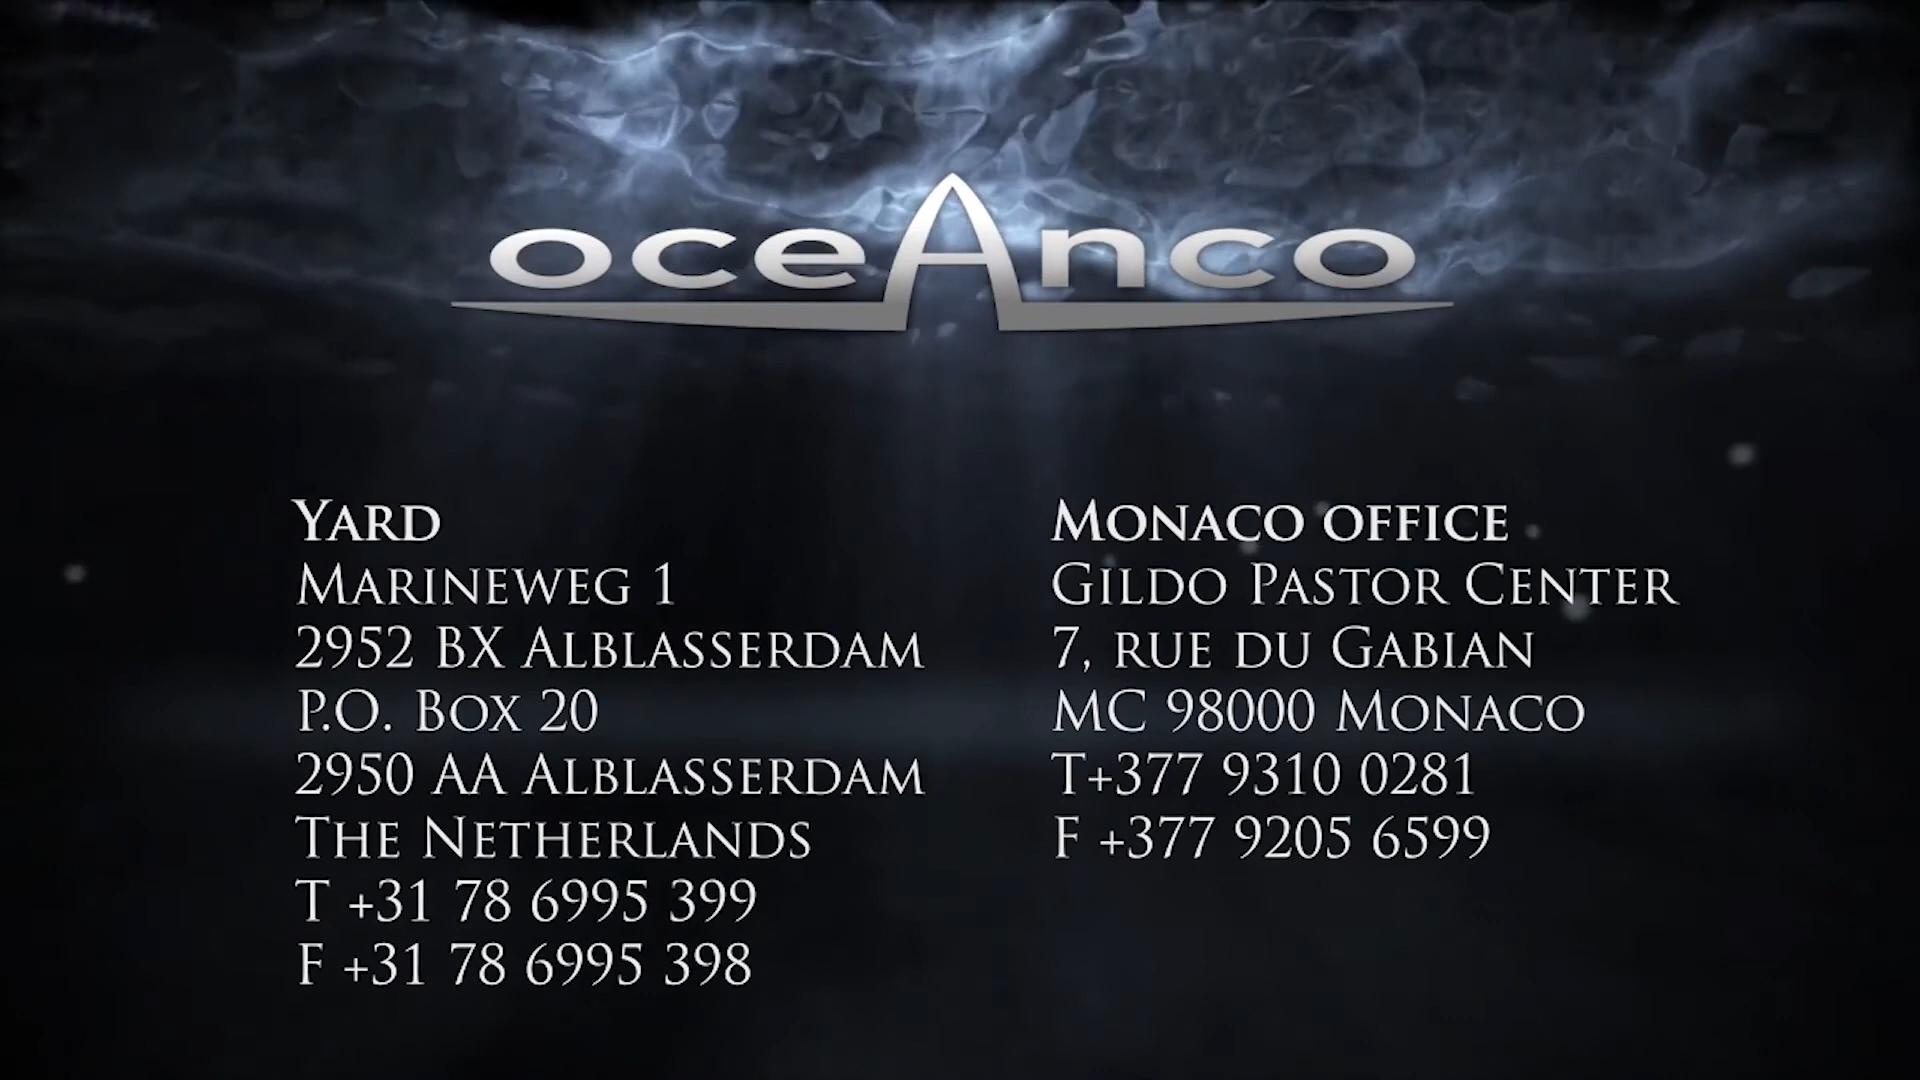 oceAnco
Yard
Marineweg 1
2952 BX Alblasserdam
P.O. Box 20
2950 AA Alblasserdam
The Netherlands
T +31 78 6995 399
F +31 78 6995 398
Monaco office
Gildo Pastor Center
7, rue du Gabian
MC 98000 Monaco
T+377 9310 0281
F +377 9205 6599